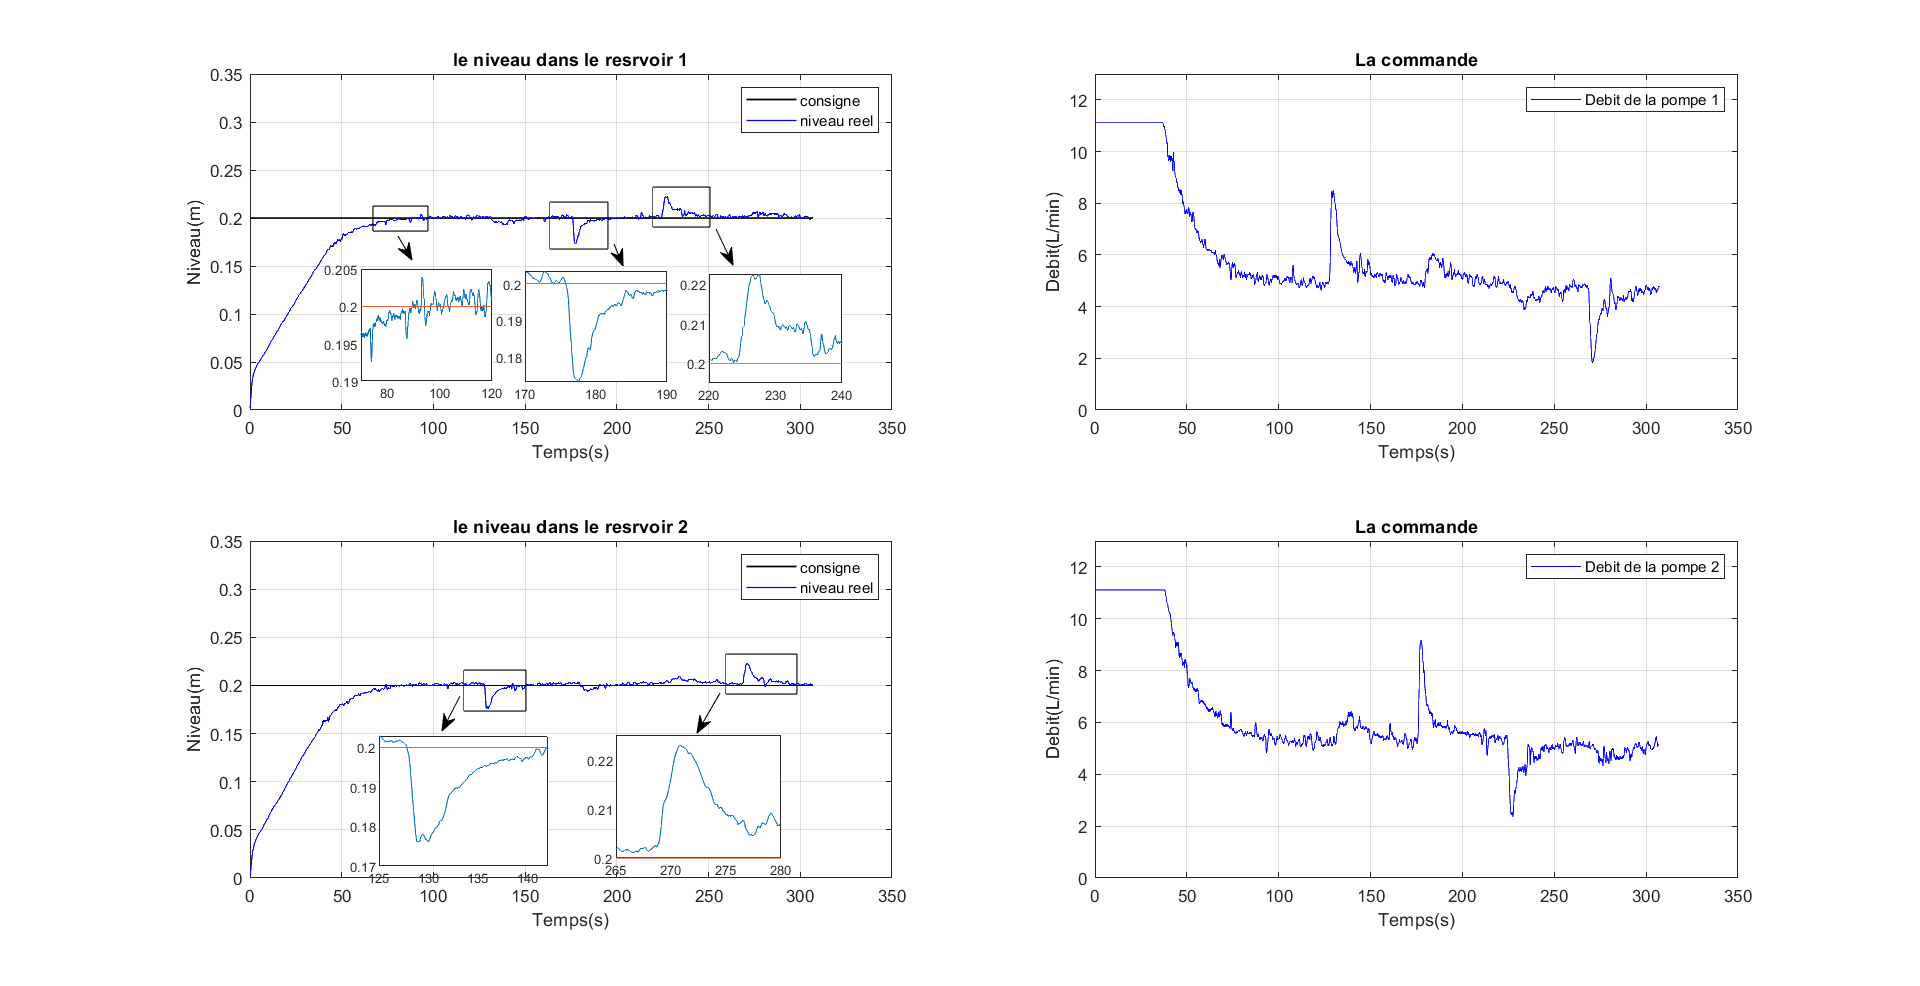 le niveau dans le resrvoir 1
0.35
0.3
0.25
0.2
0.15
0.1
0.05
0
Niveau(m)
consigne
niveau reel
0.205
0.2
0.195
0.19
80 100 120
0.2
0.19
0.18
170 180 190
0.22
0.21
0.2
220 230 240
0 50 100 150 200 250 300 350
Temps(s)
La commande
12
10
8
6
4
2
0
Debit(L/min)
Debit de la pompe 1
0 50 100 150 200 250 300 350
Temps(s)
le niveau dans le resrvoir 2
0.35
0.3
0.25
0.2
0.15
0.1
0.05
0
Niveau(m)
consigne
niveau reel
0.2
0.19
0.18
0.17
125 130 135 140
0.22
0.21
0.2
265 270 275 280
0 50 100 150 200 250 300 350
Temps(s)
La commande
12
10
8
6
4
2
0
Debit(L/min)
Debit de la pompe 2
0 50 100 150 200 250 300 350
Temps(s)